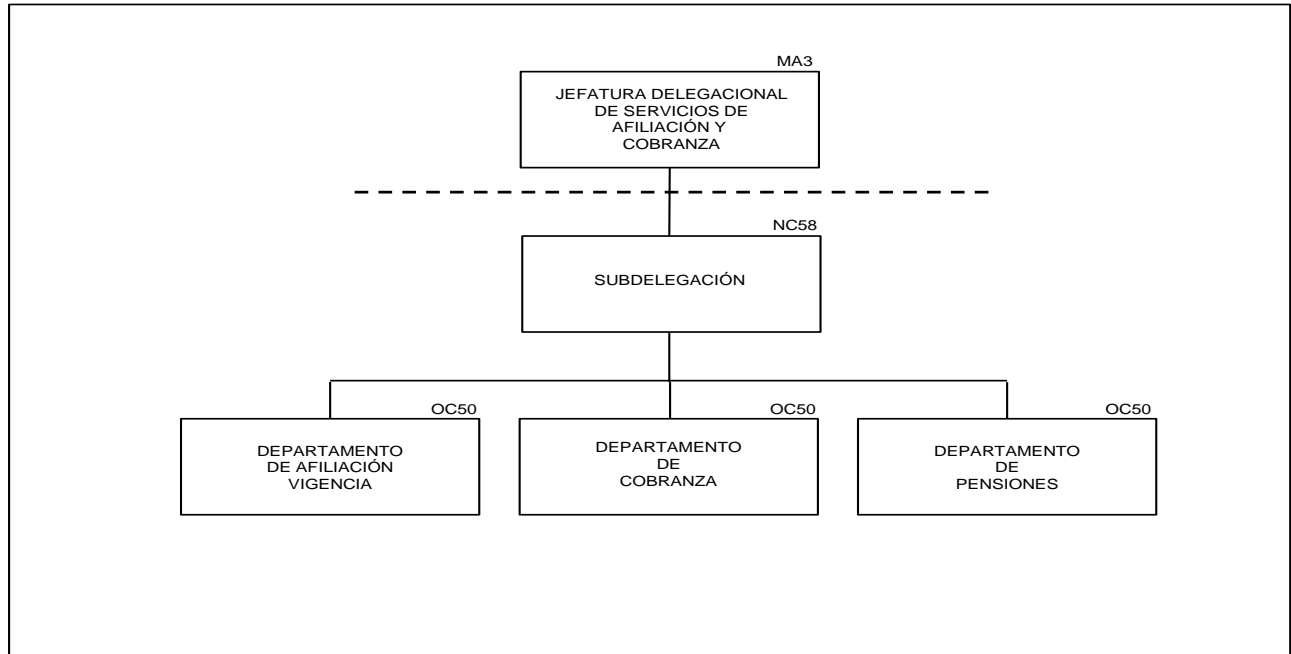 MA3
JEFATURA DELEGACIONAL
DE SERVICIOS DE
AFILIACIÓN Y
COBRANZA
NC58
SUBDELEGACIÓN
OC50
DEPARTAMENTO
DE AFILIACIÓN
VIGENCIA
OC50
DEPARTAMENTO
DE
COBRANZA
OC50
DEPARTAMENTO
DE
PENSIONES